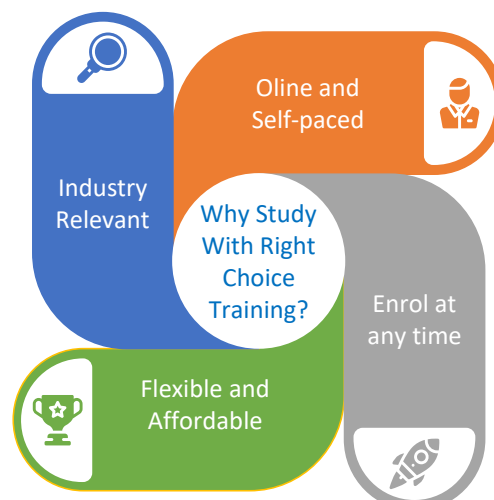 Oline and
Self-paced
Industry
Relevant
Why Study
With Right
Choice
Training?
Enrol at
any time
Flexible and
Affordable